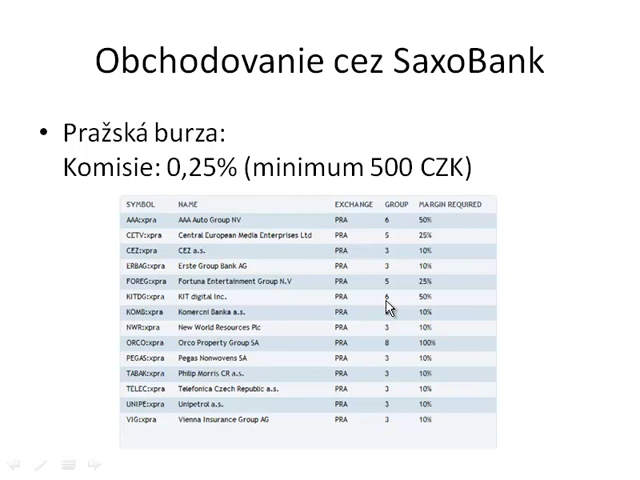 Obchodovanie cez SaxoBank
• Pražská burza:
Komisie: 0,25% (minimum 500 CZK)
SYMBOL NAME EXCHANGE GROUP MARGIN REQUIRED
AAA:xpra AAA Auto Group NV PRA 6 50%
CETV:xpra Central European Media Enterprises Ltd PRA 5 25%
CEZ:xpra CEZ a.s. PRA 3 10%
ERBAG:xpra Erste Group Bank AG PRA 3 10%
FOREG:xpra Fortuna Entertainment Group N.V PRA 5 25%
KITDG:xpra KIT digital Inc. PRA 6 50%
KOMB:xpra Komercni Banka a.s. PRA 10%
NWR:xpra New World Resources Plc PRA 3 10%
ORCO:xpra Orco Property Group SA PRA 8 100%
PEGAS:xpra Pegas Nonwovens SA PRA 3 10%
TABAK:xpra Philip Morris CR a.s. PRA 3 10%
TELEC:xpra Telefonica Czech Republic a.s. PRA 3 10%
UNIPE:xpra Unipetrol a.s. PRA 3 10%
VIG:xpra Vienna Insurance Group AG PRA 3 10%